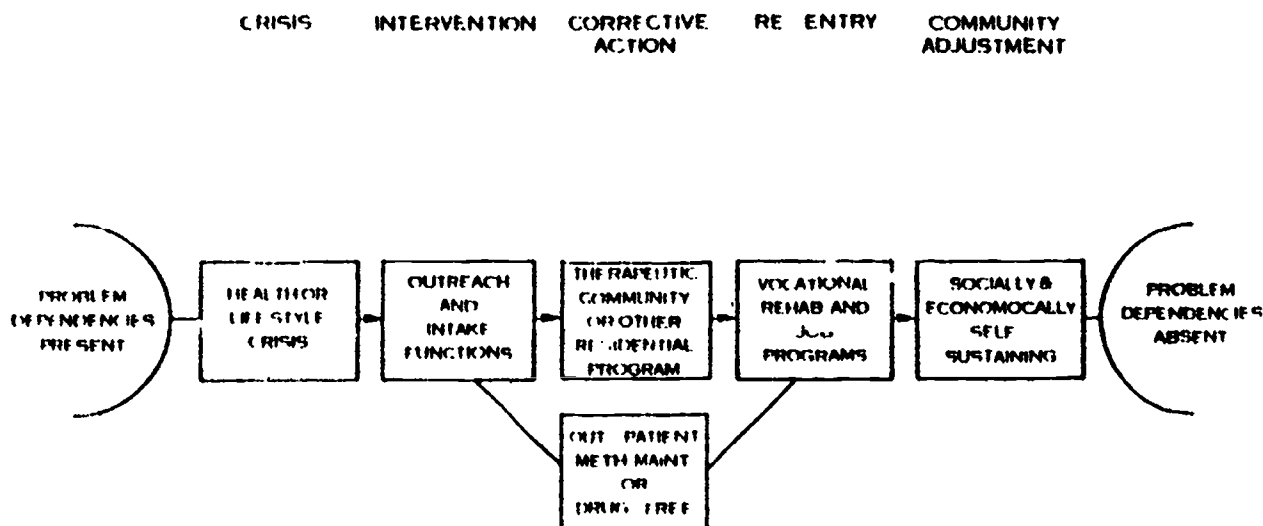 CRISIS
INTERVENTION
CORRECTIVE
ACTION
RE ENTRY
COMMUNITY
ADJUSTMENT
PROBLEM
DEPENDENCIES
PRESENT
HEALTH OR
LIFE STYLE
CRISIS
OUTREACH
AND
INTAKE
FUNCTIONS
THERAPEUTIC
COMMUNITY
OR OTHER
RESIDENTIAL
PROGRAM
VOCATIONAL
REHAB AND
JOB
PROGRAMS
SOCIALLY &
ECONOMOCALLY
SELF
SUSTAINING
PROBLEM
DEPENDENCIES
ABSENT
OUT PATIENT
METH MAINT
OR
DRUG FREE